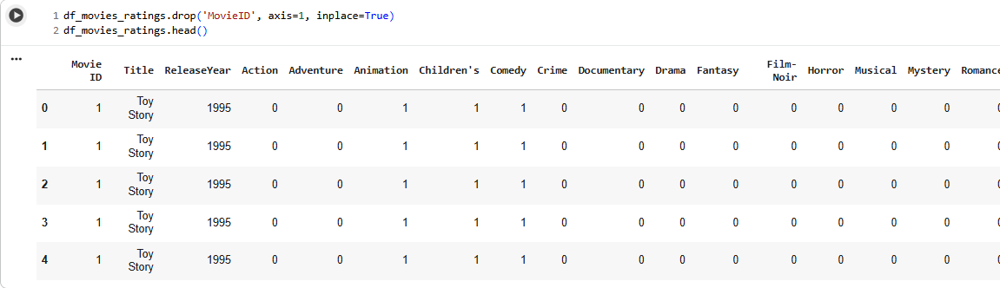 1 df_movies_ratings.drop('MovieID', axis=1, inplace=True)
2 df_movies_ratings.head()
...
Movie ID Title ReleaseYear Action Adventure Animation Children's Comedy Crime Documentary Drama Fantasy Film-Noir Horror Musical Mystery Romance
0 1 Toy Story 1995 0 0 1 1 1 0 0 0 0 0 0 0 0 0
1 1 Toy Story 1995 0 0 1 1 1 0 0 0 0 0 0 0 0 0
2 1 Toy Story 1995 0 0 1 1 1 0 0 0 0 0 0 0 0 0
3 1 Toy Story 1995 0 0 1 1 1 0 0 0 0 0 0 0 0 0
4 1 Toy Story 1995 0 0 1 1 1 0 0 0 0 0 0 0 0 0